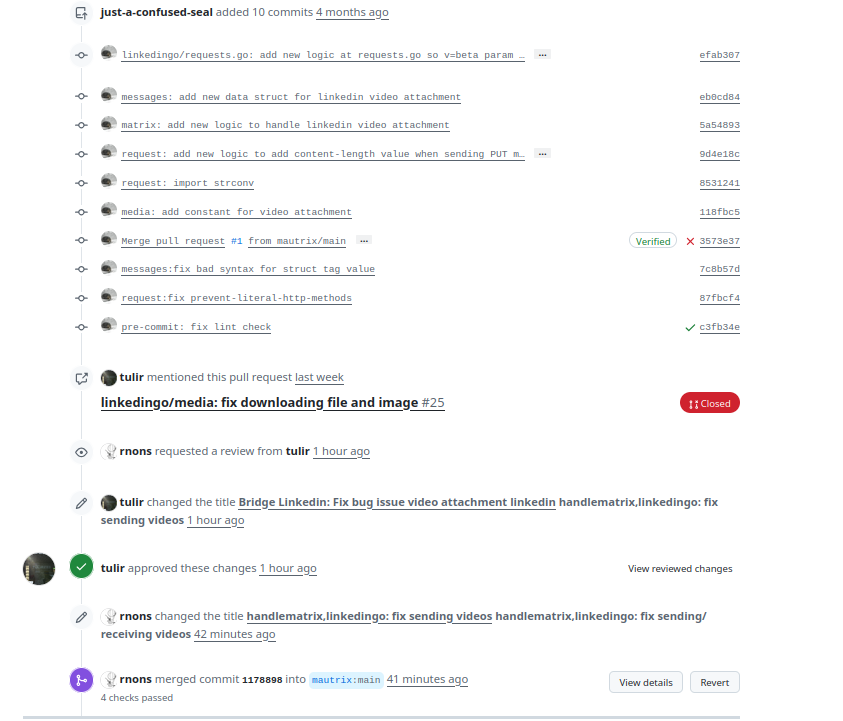 just-a-confused-seal added 10 commits 4 months ago
linkedingo/requests.go: add new logic at requests.go so v=beta param … ... efab307
messages: add new data struct for linkedin video attachment eb0cd84
matrix: add new logic to handle linkedin video attachment 5a54893
request: add new logic to add content-length value when sending PUT m… ... 9d4e18c
request: import strconv 8531241
media: add constant for video attachment 118fbc5
Merge pull request #1 from mautrix/main ... Verified 3573e37
messages:fix bad syntax for struct tag value 7c8b57d
request:fix prevent-literal-http-methods 87fbcf4
pre-commit: fix lint check c3fb34e
tulir mentioned this pull request last week
linkedingo/media: fix downloading file and image #25 Closed
rnons requested a review from tulir 1 hour ago
tulir changed the title Bridge Linkedin: Fix bug issue video attachment linkedin handlematrix,linkedingo: fix
sending videos 1 hour ago
tulir approved these changes 1 hour ago View reviewed changes
rnons changed the title handlematrix,linkedingo: fix sending videos handlematrix,linkedingo: fix sending/
receiving videos 42 minutes ago
rnons merged commit 1178898 into mautrix:main 41 minutes ago View details Revert
4 checks passed